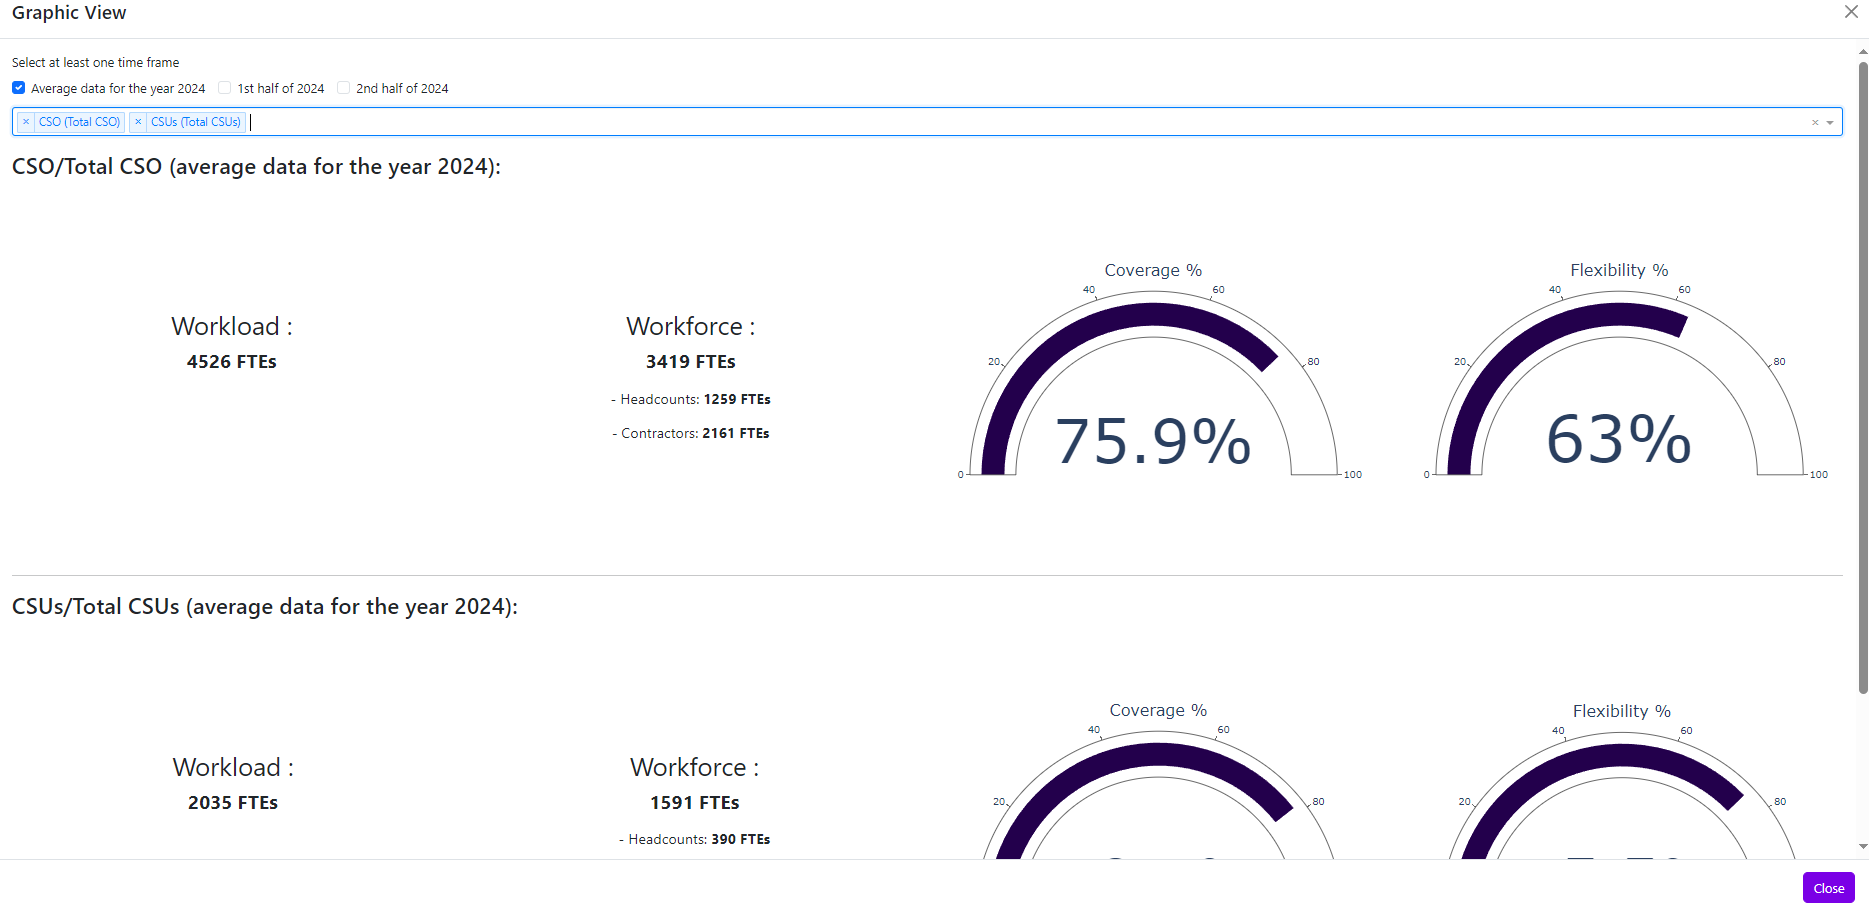 Graphic View
Select at least one time frame
Average data for the year 2024 1st half of 2024 2nd half of 2024
× CSO (Total CSO) × CSUs (Total CSUs) ×
CSO/Total CSO (average data for the year 2024):
Workload :
4526 FTEs
Workforce :
3419 FTEs
- Headcounts: 1259 FTEs
- Contractors: 2161 FTEs
Coverage %
0 20 40 60 80 100
75.9%
Flexibility %
0 20 40 60 80 100
63%
CSUs/Total CSUs (average data for the year 2024):
Workload :
2035 FTEs
Workforce :
1591 FTEs
- Headcounts: 390 FTEs
Coverage %
20 40 60 80
Flexibility %
20 40 60 80
Close